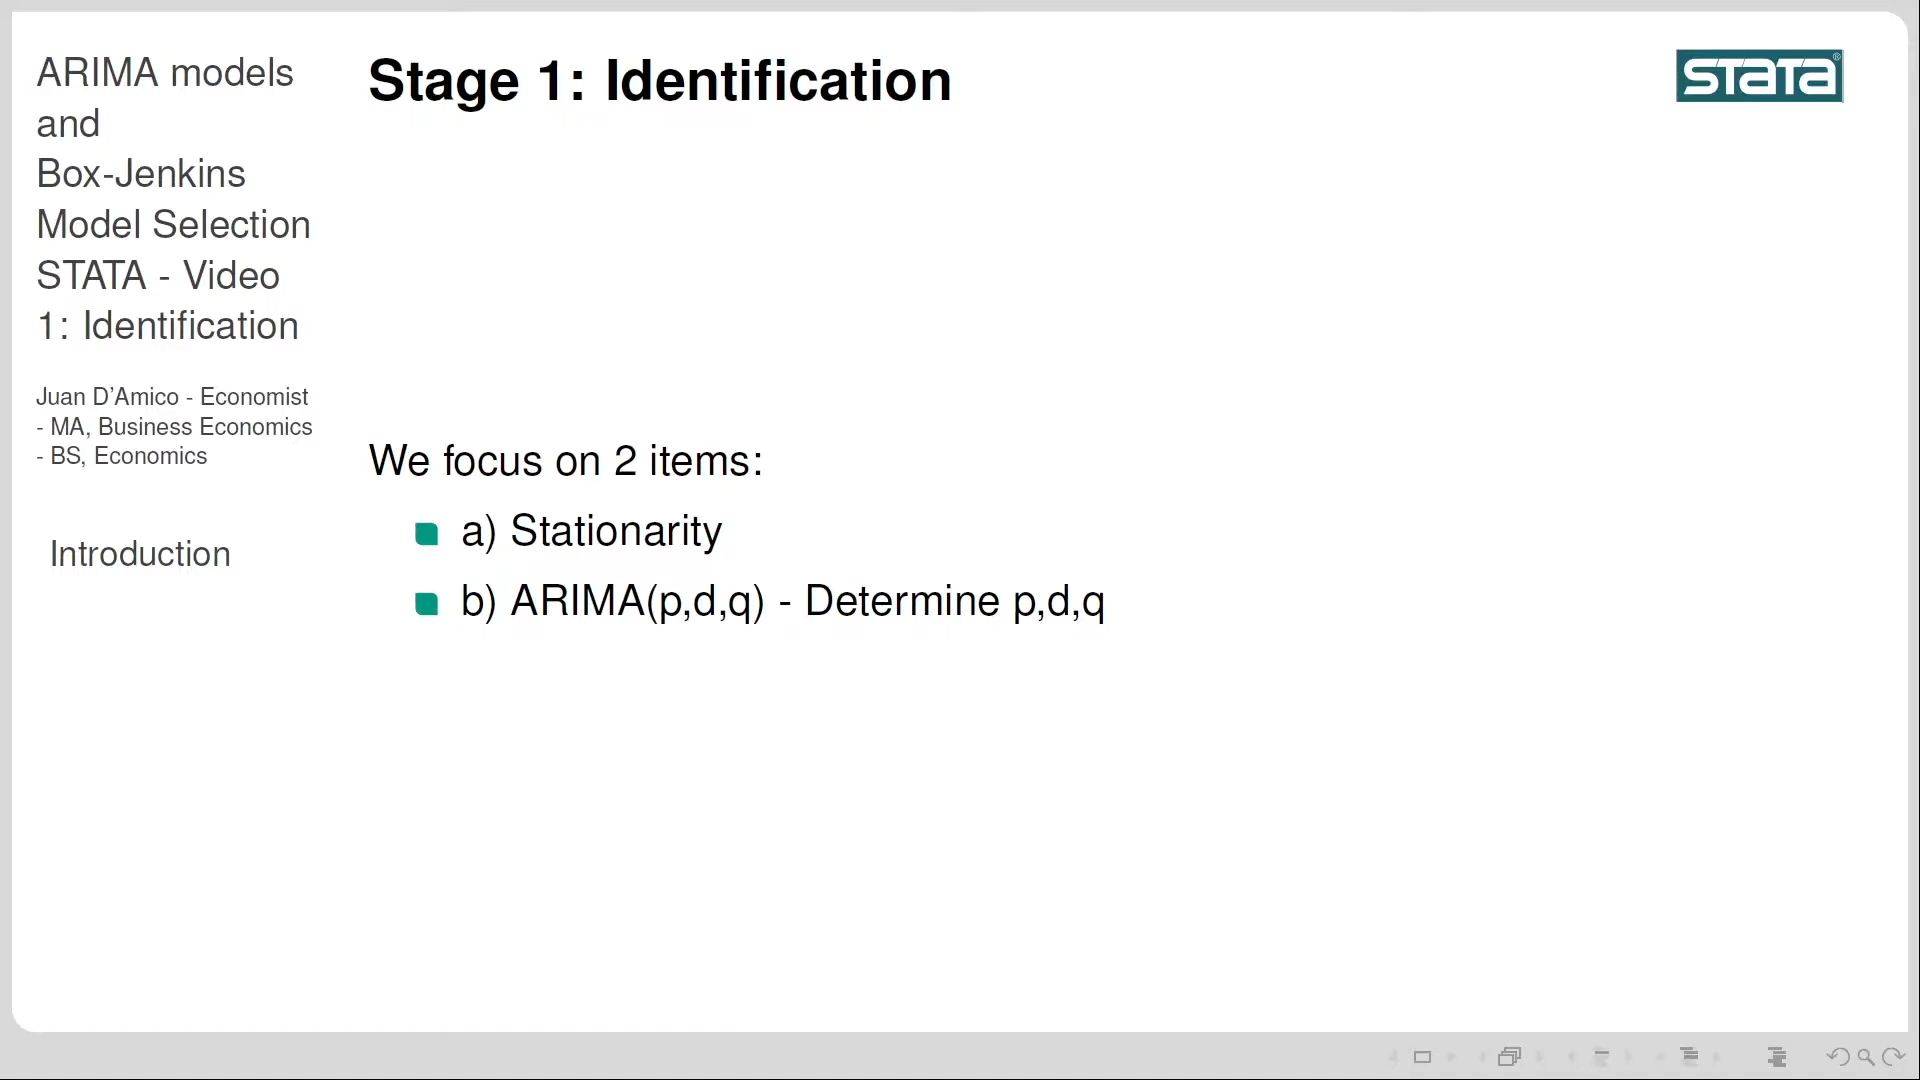 ARIMA models
and
Box-Jenkins
Model Selection
STATA - Video
1: Identification
Juan D'Amico - Economist
- MA, Business Economics
- BS, Economics
Introduction
Stage 1: Identification
stata®
We focus on 2 items:
a) Stationarity
b) ARIMA(p,d,q) - Determine p,d,q